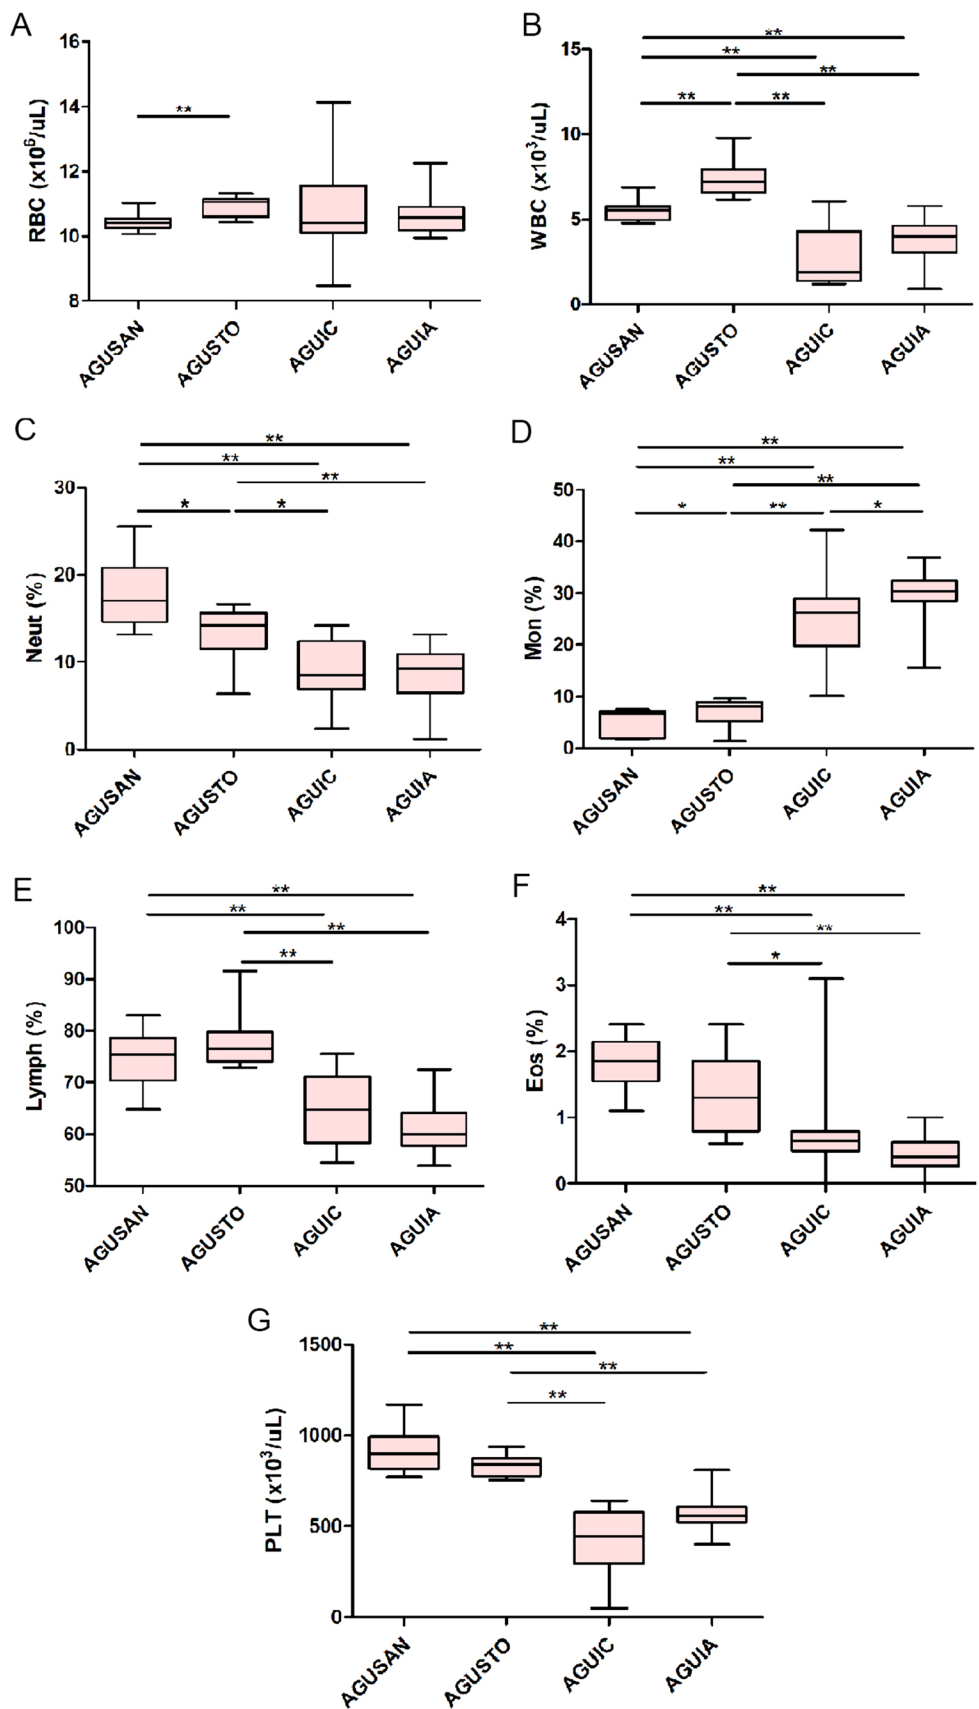 A
RBC (x10⁶/uL)
16
14
12
10
8
**
AGUSAN
AGUSTO
AGUIC
AGUIA
B
WBC (x10³/uL)
15
10
5
0
**
**
**
**
**
AGUSAN
AGUSTO
AGUIC
AGUIA
C
Neut (%)
30
20
10
0
**
**
**
*
*
AGUSAN
AGUSTO
AGUIC
AGUIA
D
Mon (%)
50
40
30
20
10
0
**
**
**
*
**
*
AGUSAN
AGUSTO
AGUIC
AGUIA
E
Lymph (%)
100
90
80
70
60
50
**
**
**
**
AGUSAN
AGUSTO
AGUIC
AGUIA
F
Eos (%)
4
3
2
1
0
**
**
**
*
AGUSAN
AGUSTO
AGUIC
AGUIA
G
PLT (x10³/uL)
1500
1000
500
0
**
**
**
**
AGUSAN
AGUSTO
AGUIC
AGUIA